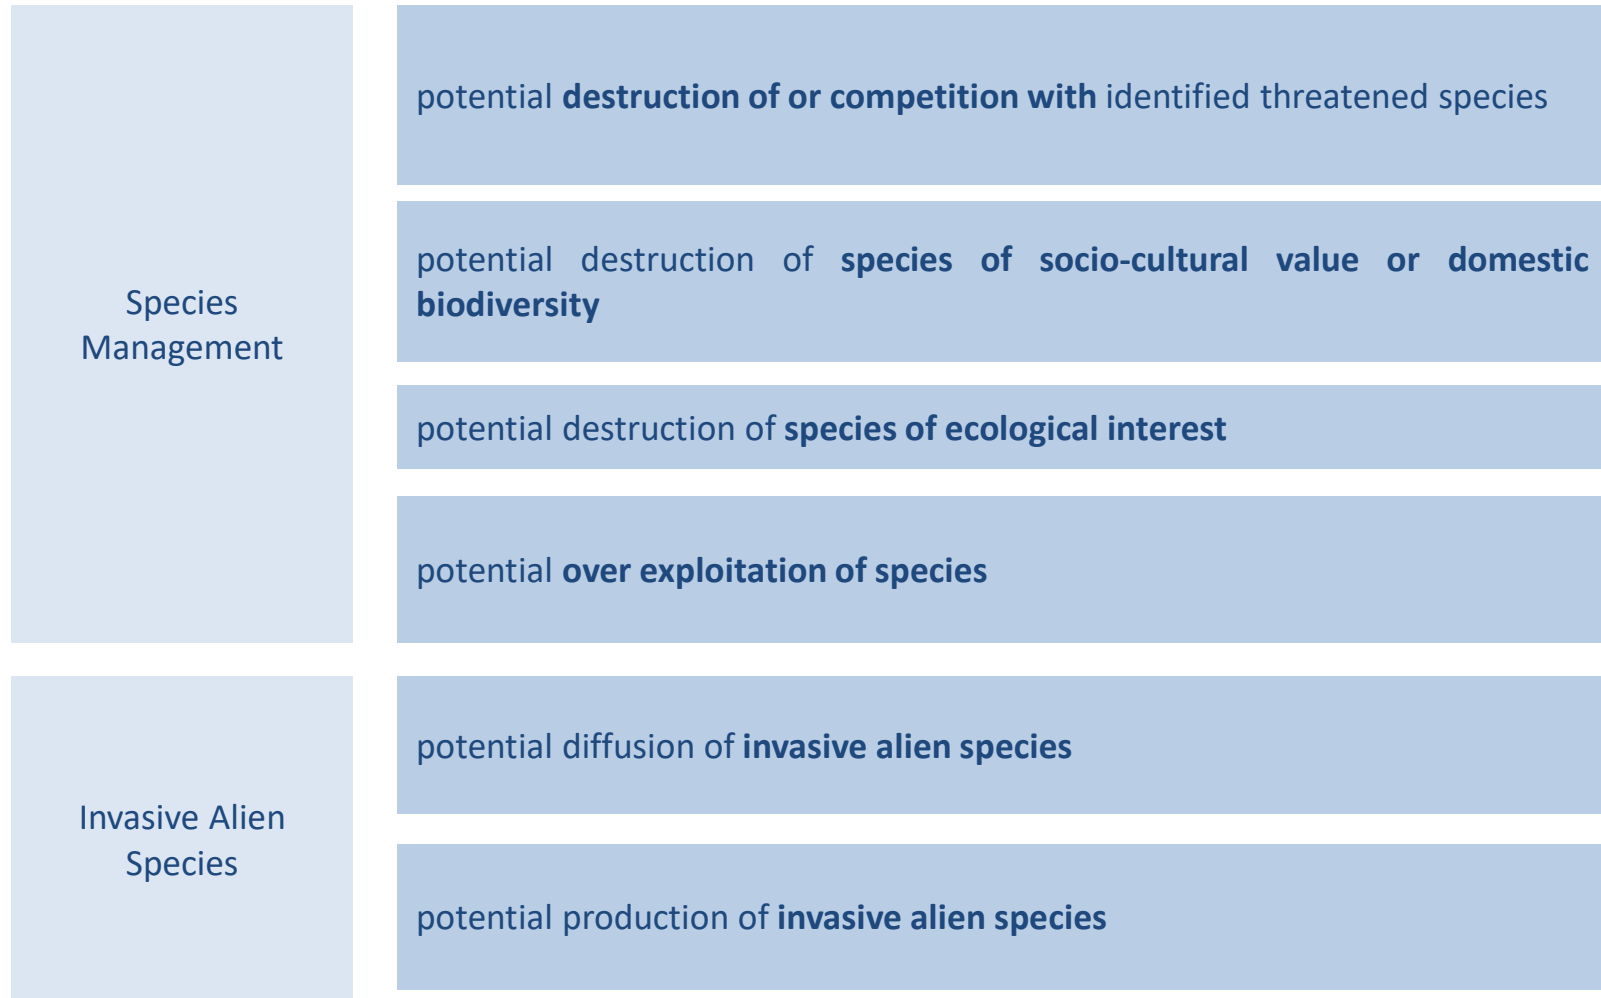 Species
Management
potential destruction of or competition with identified threatened species
potential destruction of species of socio-cultural value or domestic
biodiversity
potential destruction of species of ecological interest
potential over exploitation of species
Invasive Alien
Species
potential diffusion of invasive alien species
potential production of invasive alien species